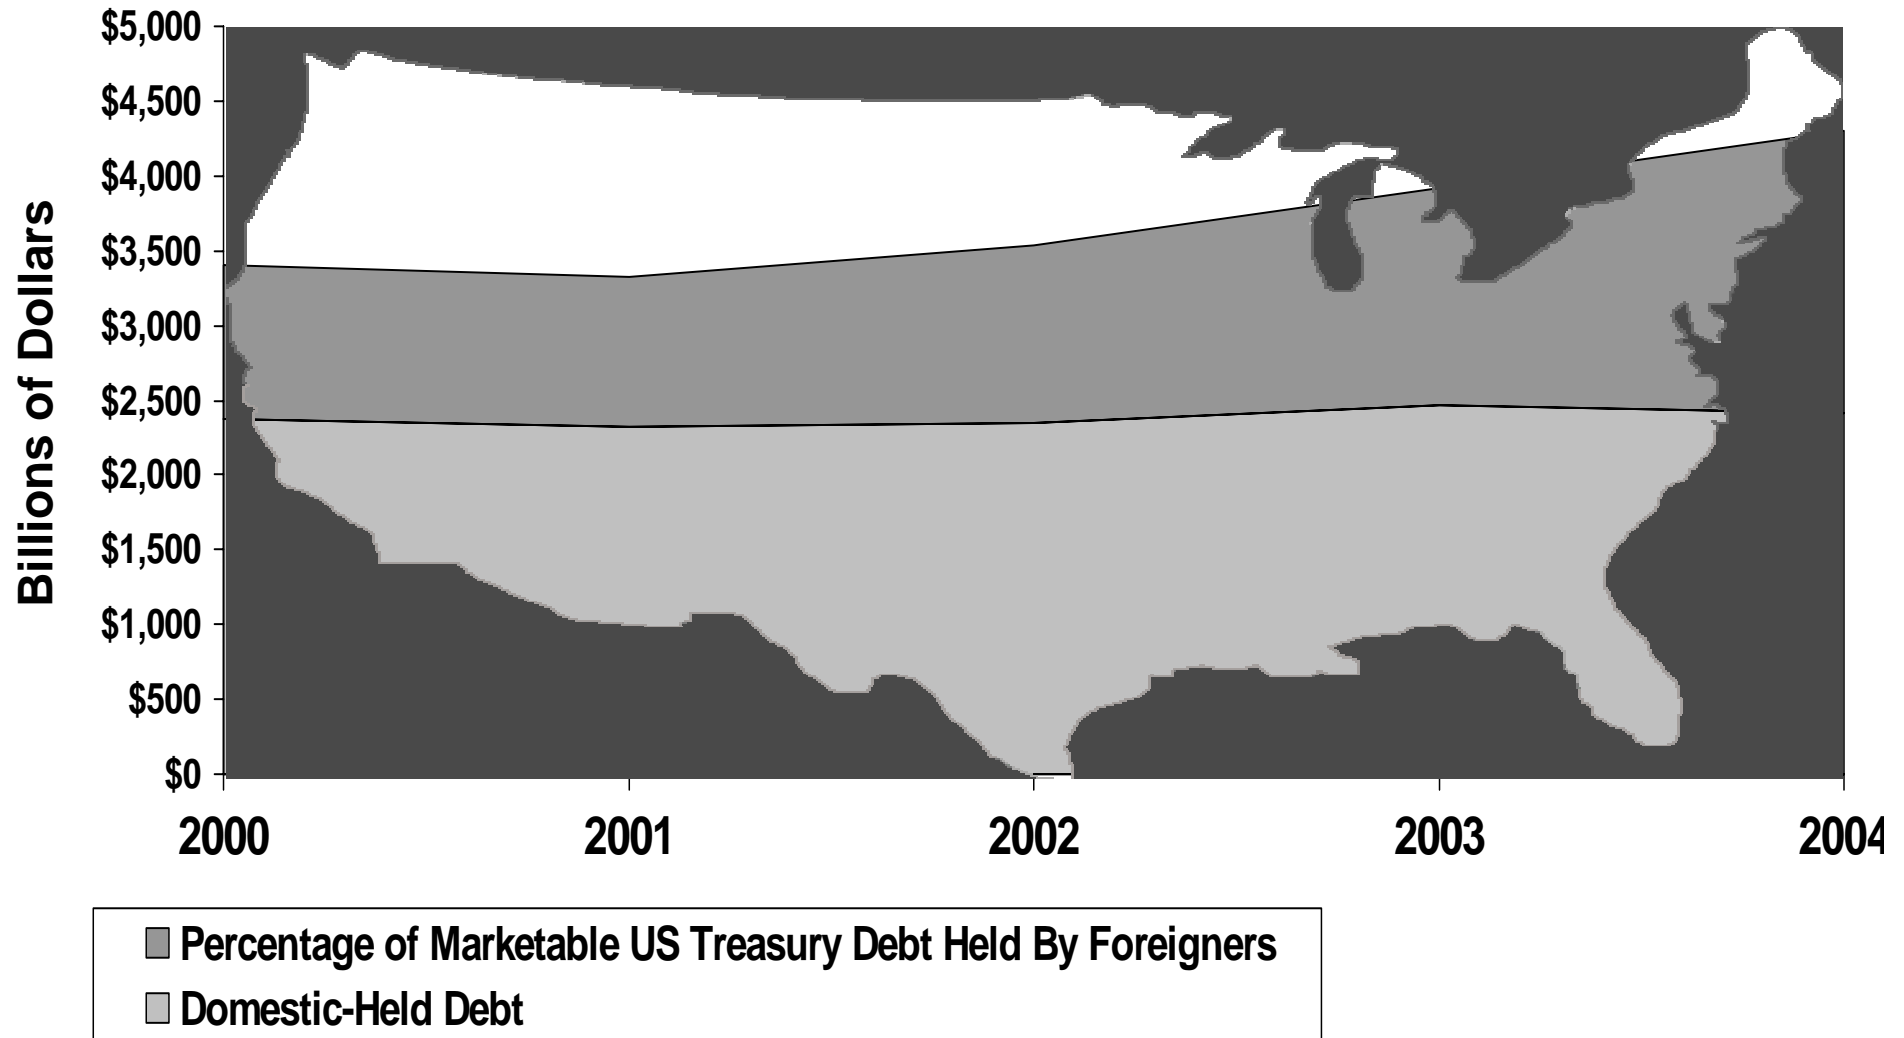 Billions of Dollars
$5,000
$4,500
$4,000
$3,500
$3,000
$2,500
$2,000
$1,500
$1,000
$500
$0
2000 2001 2002 2003 2004
Percentage of Marketable US Treasury Debt Held By Foreigners
Domestic-Held Debt